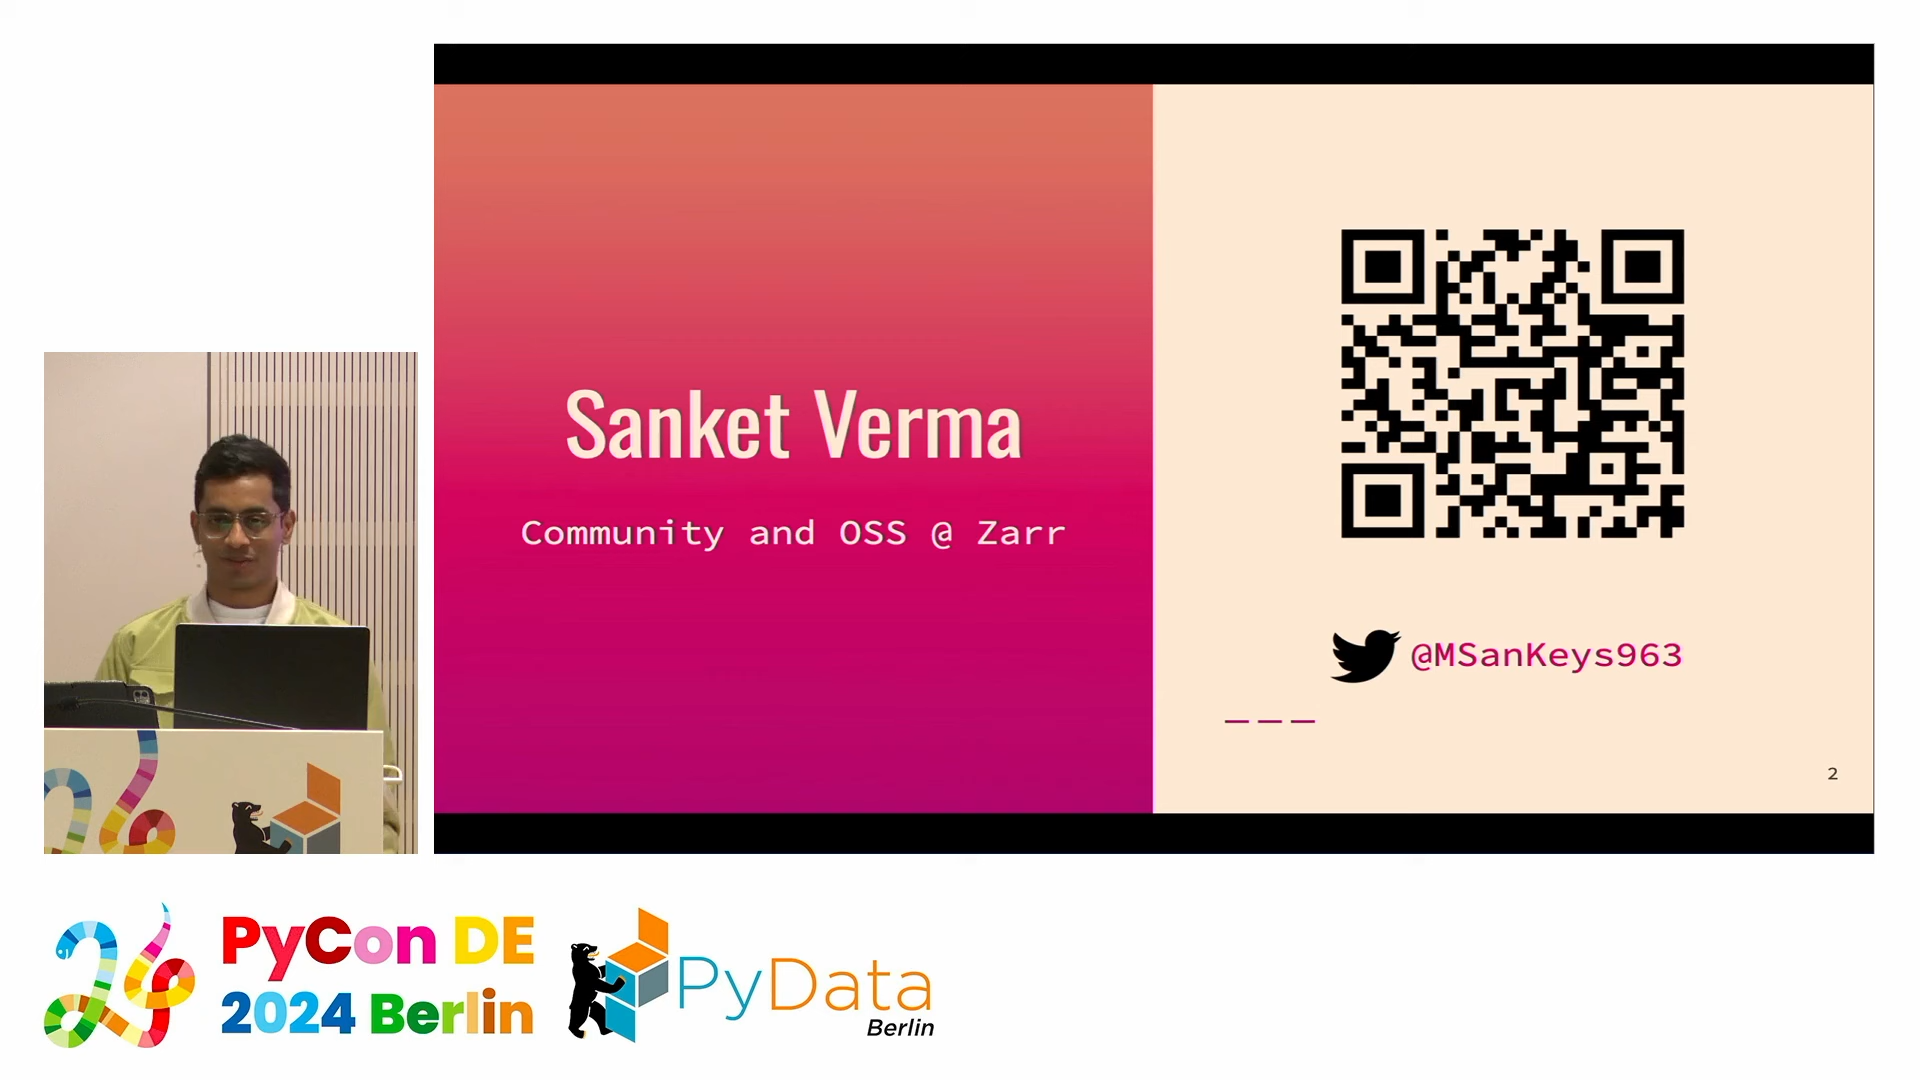 Sanket Verma
Community and OSS @ Zarr
@MSanKeys963
2
PyCon DE
2024 Berlin
PyData
Berlin